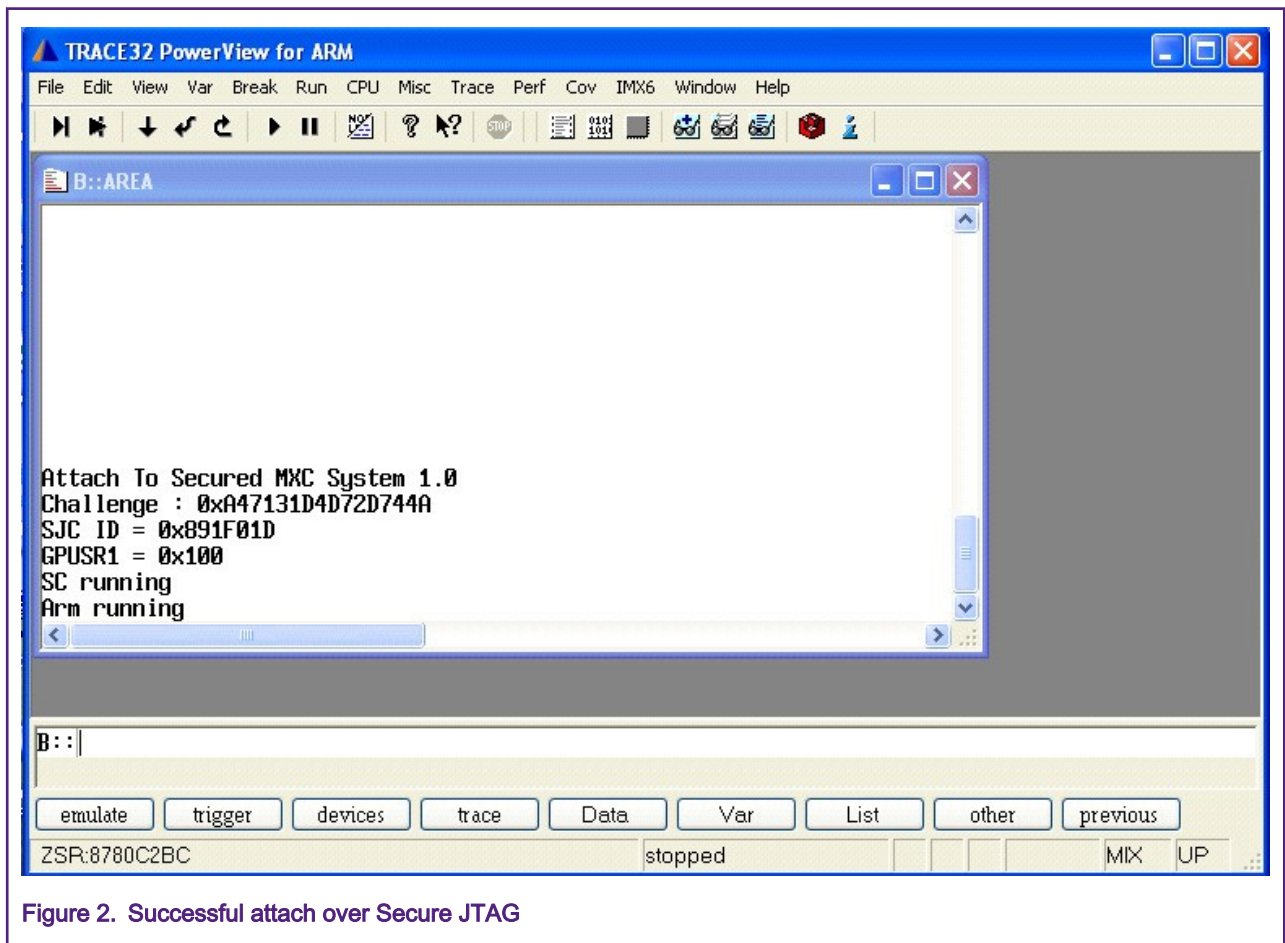 TRACE32 PowerView for ARM
File Edit View Var Break Run CPU Misc Trace Perf Cov IMX6 Window Help
B::AREA
Attach To Secured MXC System 1.0
Challenge : 0xA47131D4D72D744A
SJC ID = 0x891F01D
GPUSR1 = 0x100
SC running
Arm running
B::
emulate trigger devices trace Data Var List other previous
ZSR:8780C2BC stopped MIX UP
Figure 2. Successful attach over Secure JTAG